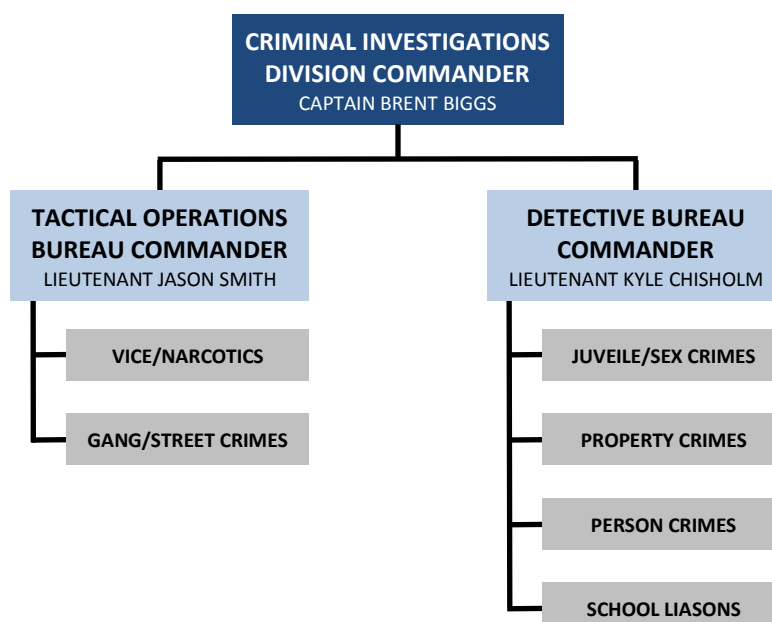 CRIMINAL INVESTIGATIONS
DIVISION COMMANDER
CAPTAIN BRENT BIGGS
TACTICAL OPERATIONS
BUREAU COMMANDER
LIEUTENANT JASON SMITH
VICE/NARCOTICS
GANG/STREET CRIMES
DETECTIVE BUREAU
COMMANDER
LIEUTENANT KYLE CHISHOLM
JUVEILE/SEX CRIMES
PROPERTY CRIMES
PERSON CRIMES
SCHOOL LIASONS